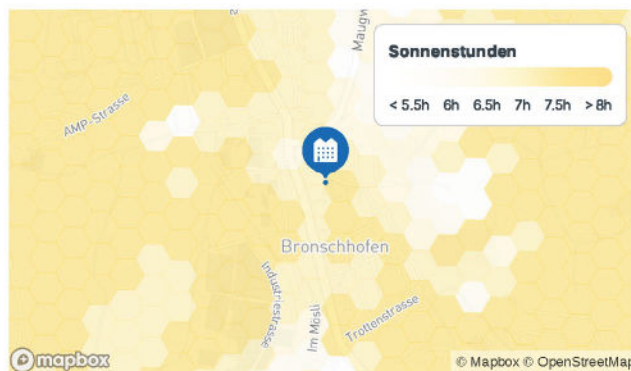 Maugw
Sonnenstunden
< 5.5h 6h 6.5h 7h 7.5h > 8h
AMP-Strasse
Bronschhofen
Industriestrasse
Im Mösli
Trottenstrasse
mapbox
© Mapbox © OpenStreetMap